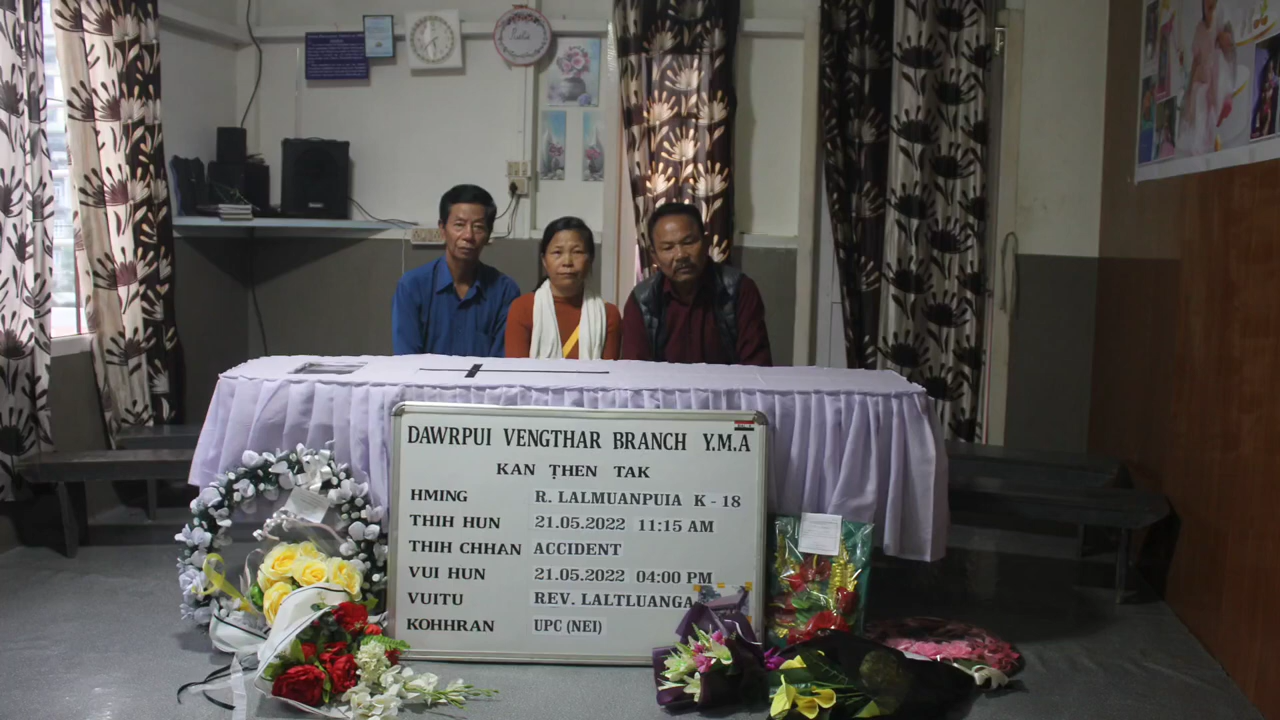 DAWRPUI VENGTHAR BRANCH Y.M.A
KAN ṬHEN TAK
HMING R. LALMUANPUIA K - 18
THIH HUN 21.05.2022 11:15 AM
THIH CHHAN ACCIDENT
VUI HUN 21.05.2022 04:00 PM
VUITU REV. LALTLUANGA
KOHHRAN UPC (NEI)